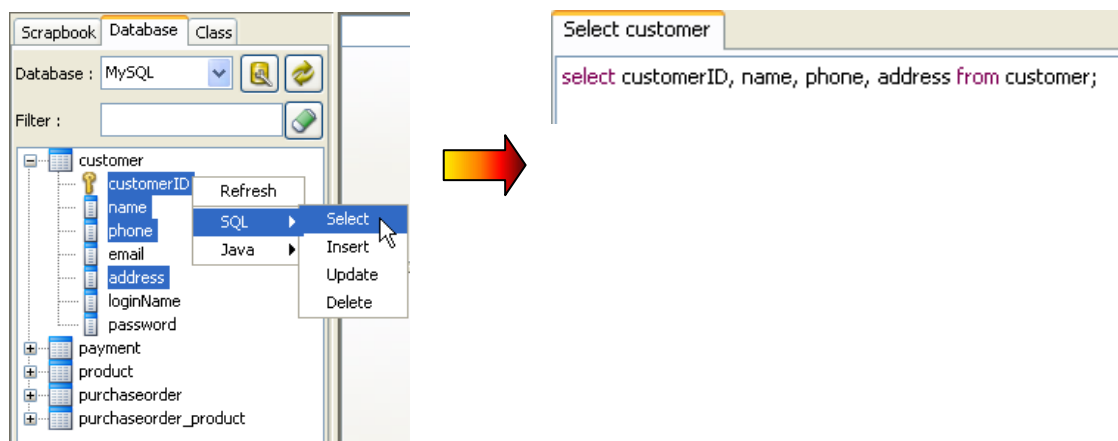 Scrapbook Database Class
Database : MySQL
Filter :
customer
customerID
name
phone
email
address
loginName
password
payment
product
purchaseorder
purchaseorder_product
Refresh
SQL
Java
Select
Insert
Update
Delete
Select customer
select customerID, name, phone, address from customer;